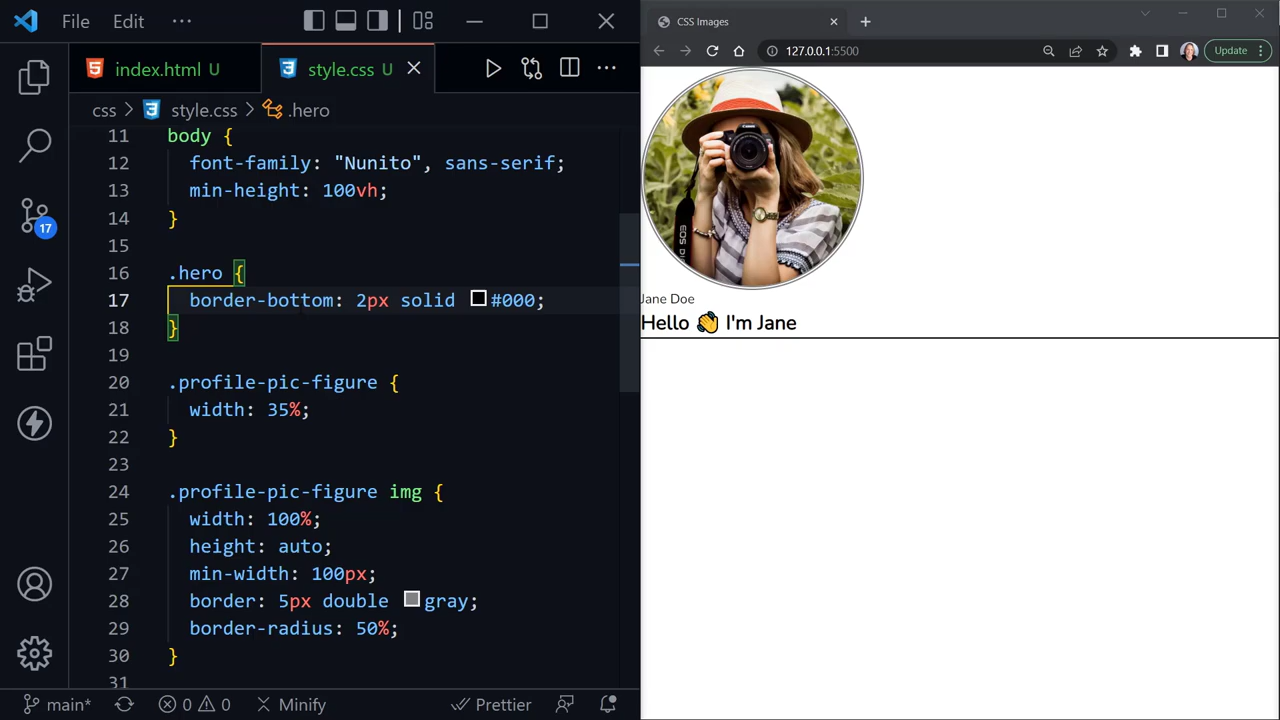 File Edit ···
index.html U style.css U
css > style.css > .hero
11 body {
12 font-family: "Nunito", sans-serif;
13 min-height: 100vh;
14 }
15
16 .hero {
17 border-bottom: 2px solid #000;
18 }
19
20 .profile-pic-figure {
21 width: 35%;
22 }
23
24 .profile-pic-figure img {
25 width: 100%;
26 height: auto;
27 min-width: 100px;
28 border: 5px double gray;
29 border-radius: 50%;
30 }
31
17
main* 0 0 Minify Prettier
CSS Images
127.0.0.1:5500 Update
Canon
EOS
Jane Doe
Hello 👋 I'm Jane